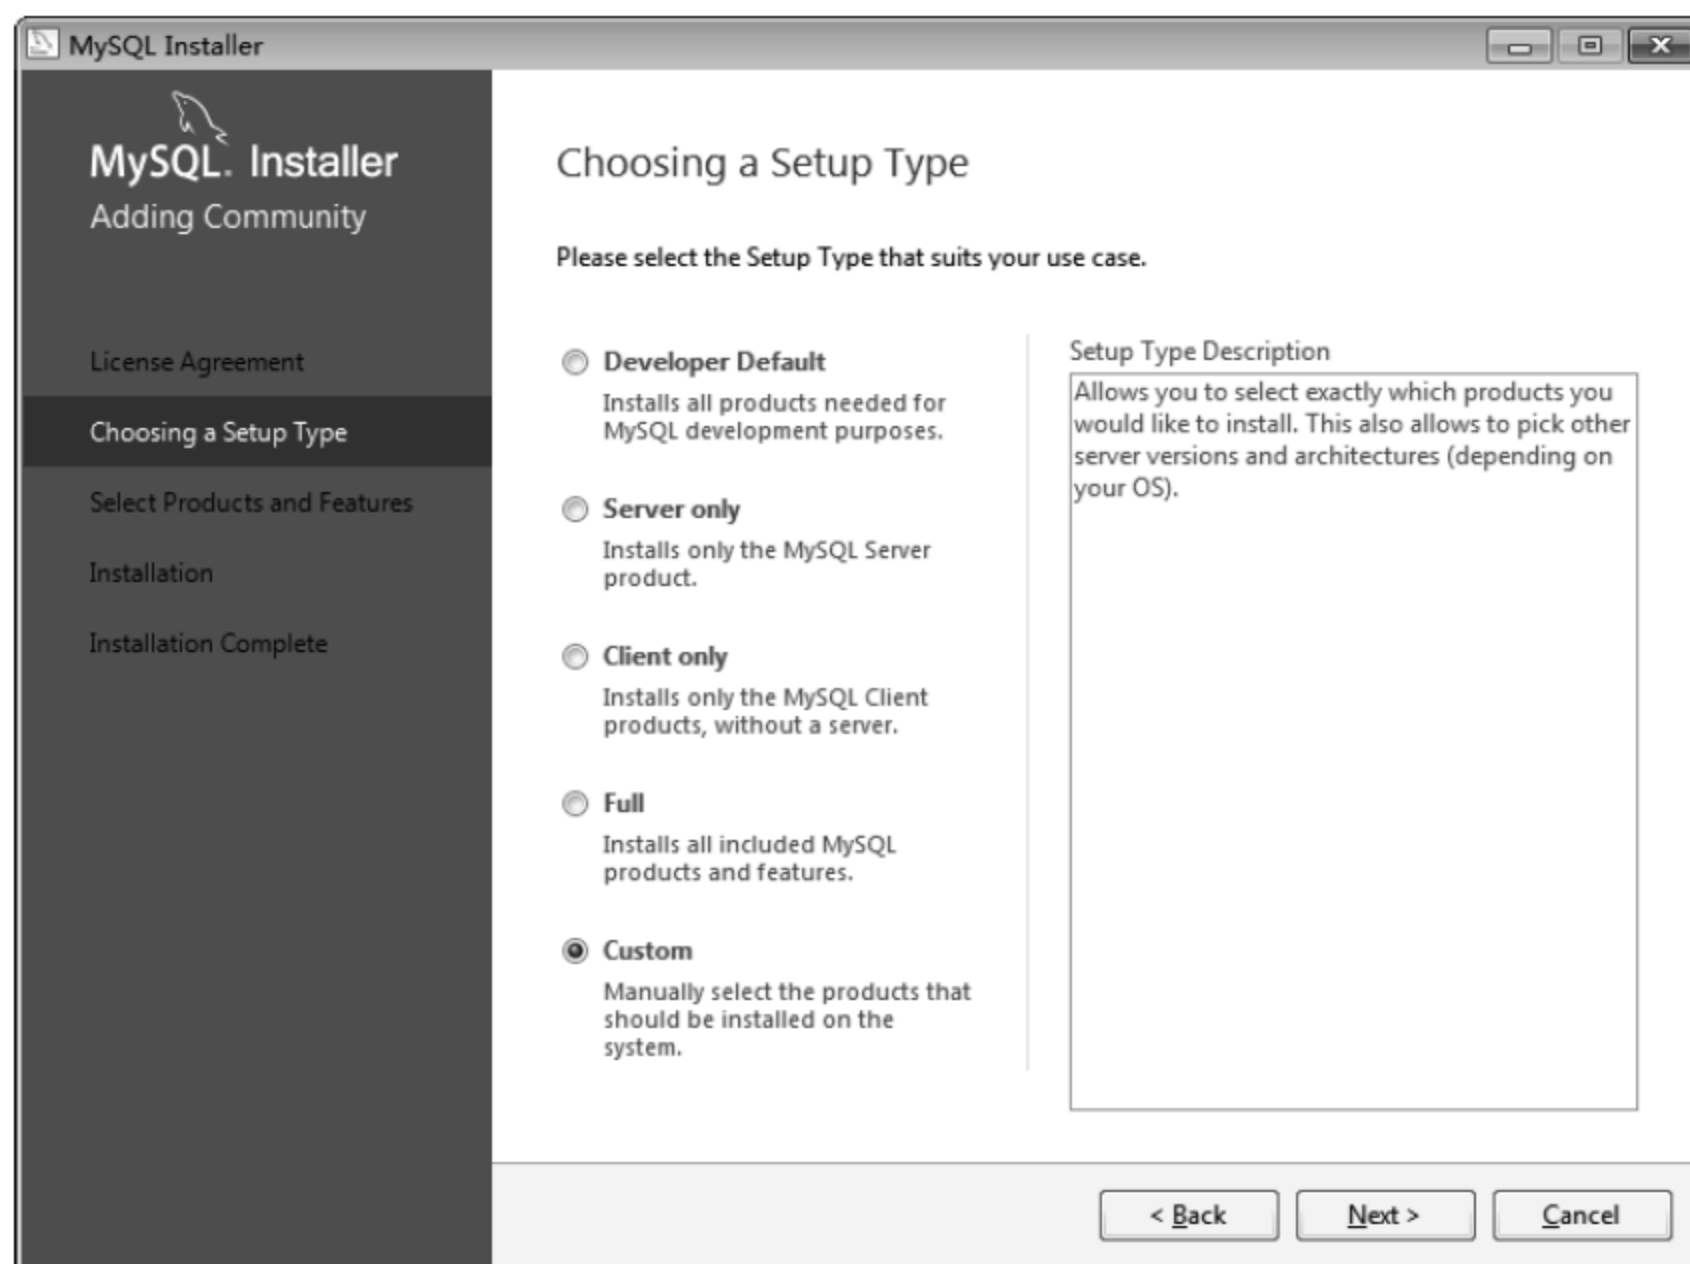 MySQL Installer
MySQL. Installer
Adding Community
License Agreement
Choosing a Setup Type
Select Products and Features
Installation
Installation Complete
Choosing a Setup Type
Please select the Setup Type that suits your use case.
Developer Default
Installs all products needed for
MySQL development purposes.
Server only
Installs only the MySQL Server
product.
Client only
Installs only the MySQL Client
products, without a server.
Full
Installs all included MySQL
products and features.
Custom
Manually select the products that
should be installed on the
system.
Setup Type Description
Allows you to select exactly which products you
would like to install. This also allows to pick other
server versions and architectures (depending on
your OS).
< Back
Next >
Cancel